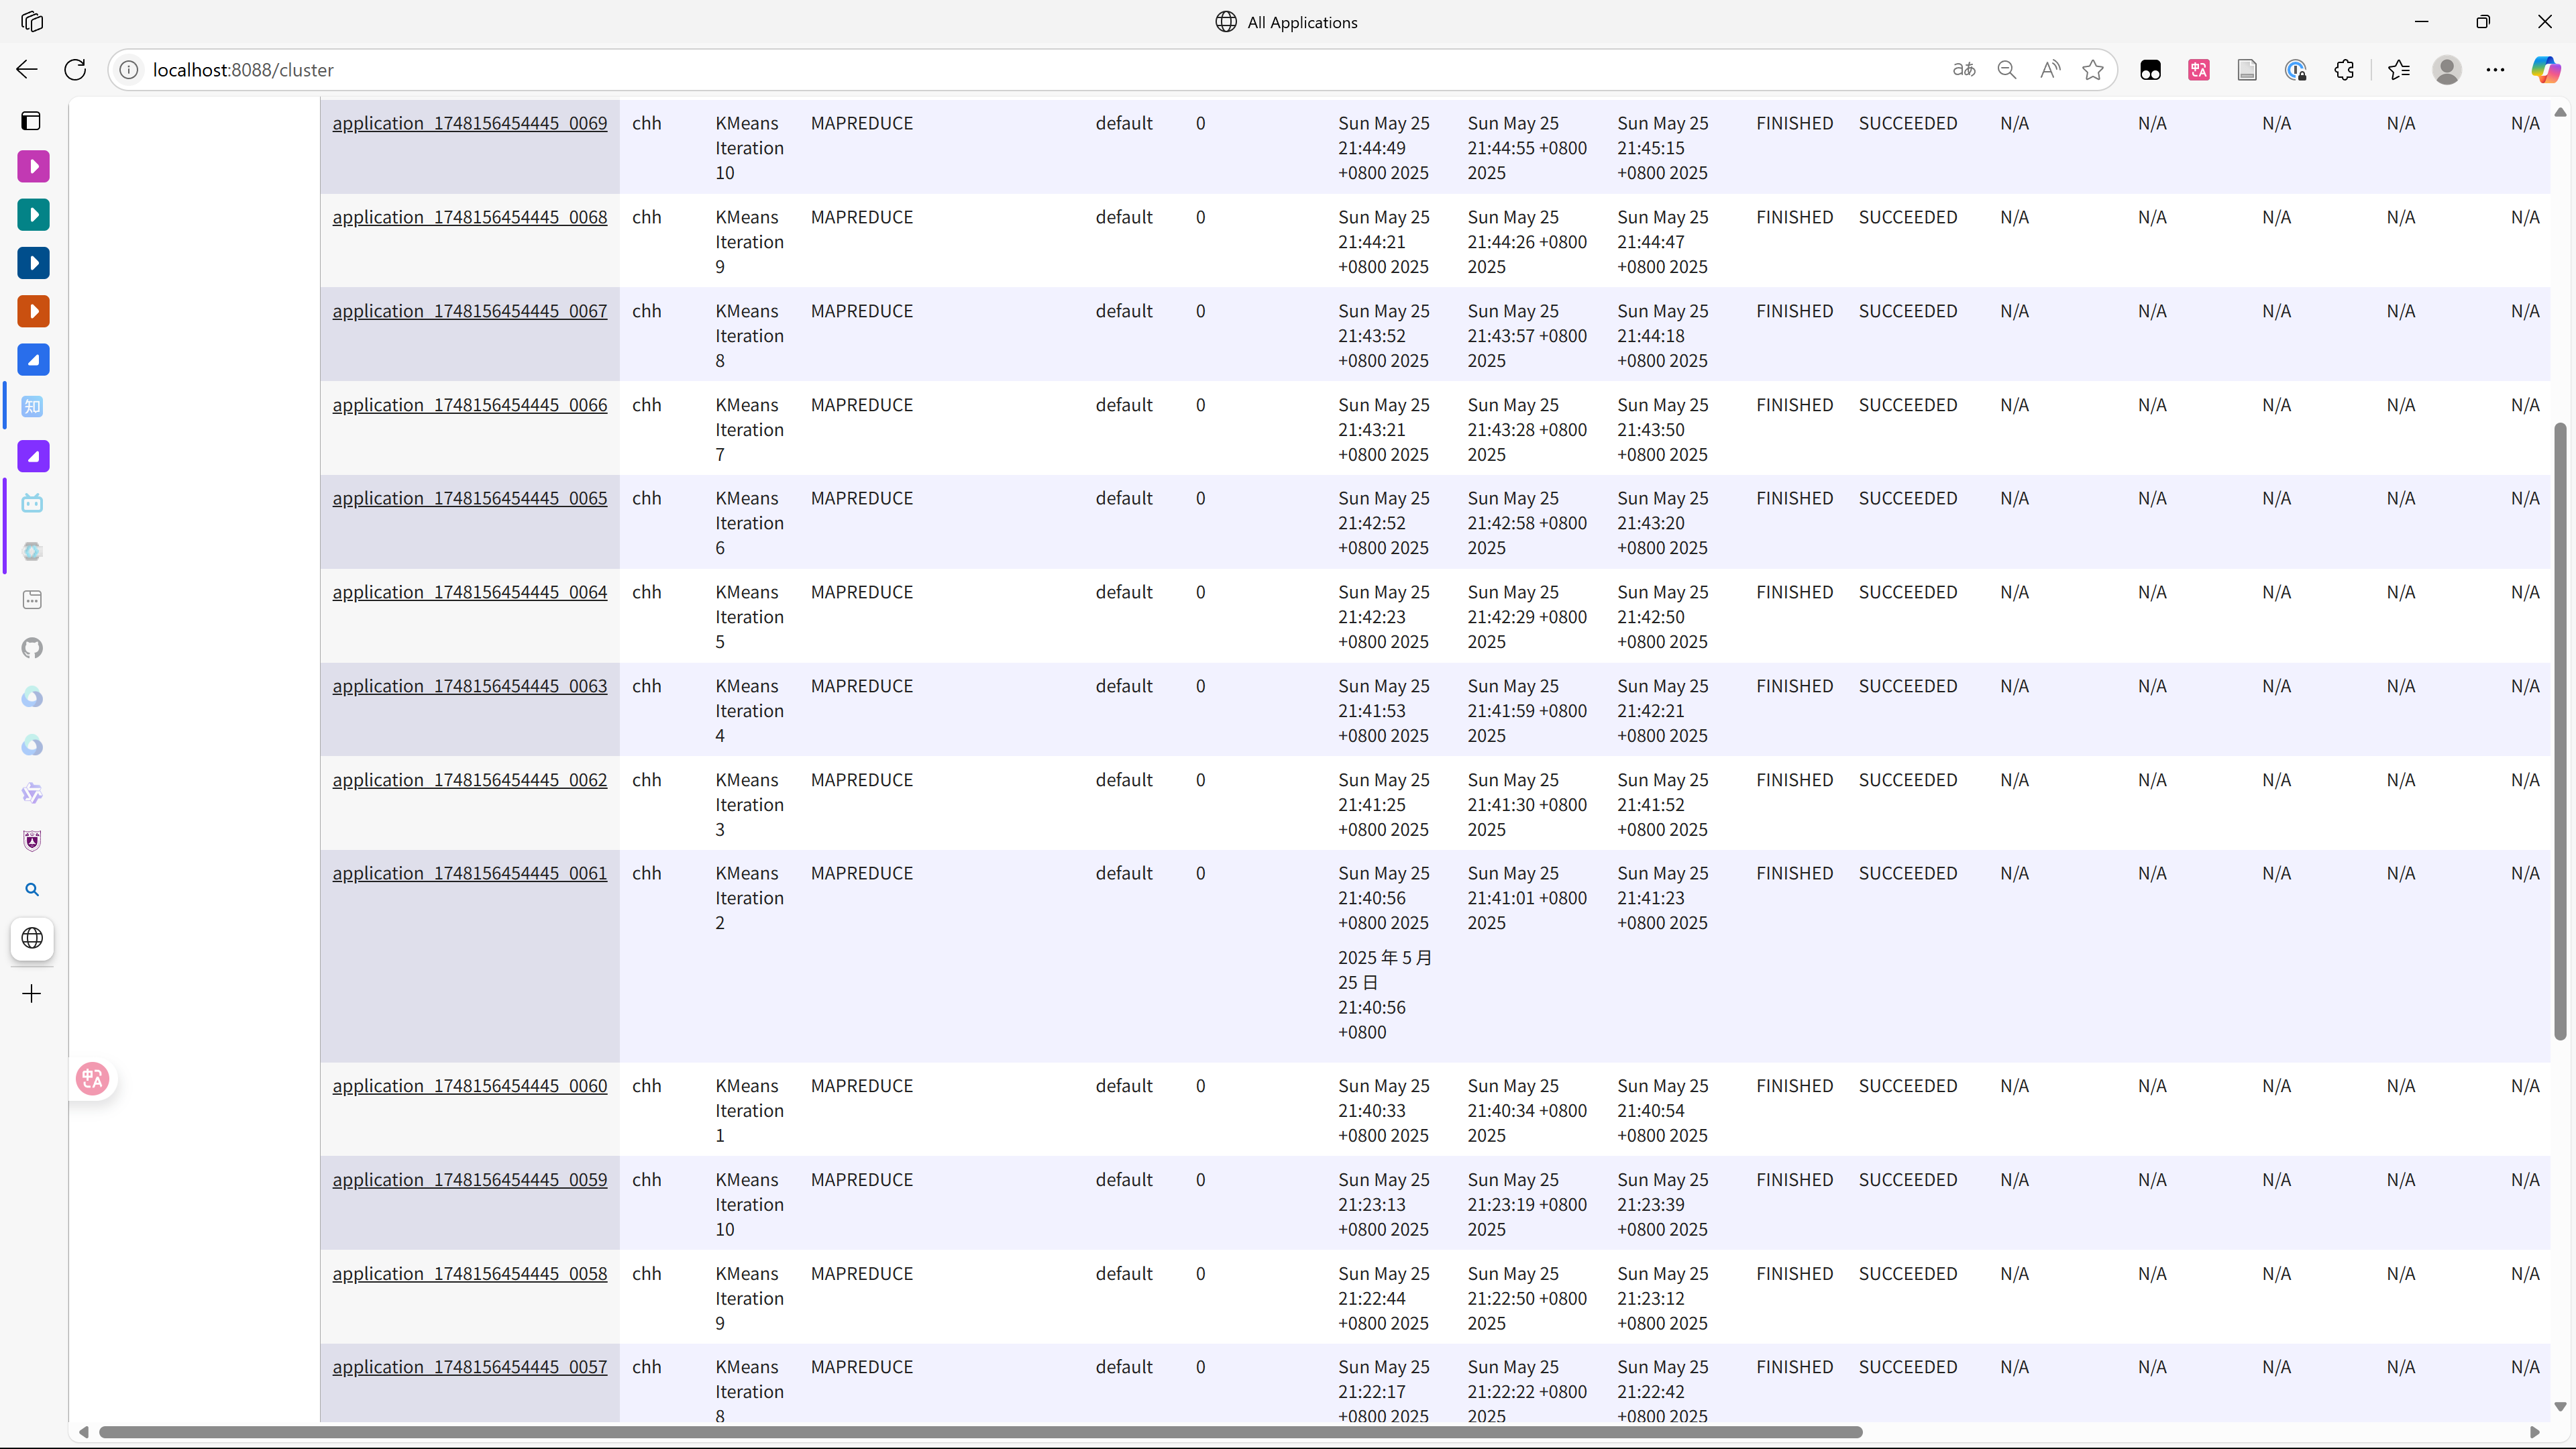 All Applications
localhost:8088/cluster
application_1748156454445_0069 chh KMeans Iteration 10 MAPREDUCE default 0 Sun May 25 21:44:49 +0800 2025 Sun May 25 21:44:55 +0800 2025 Sun May 25 21:45:15 +0800 2025 FINISHED SUCCEEDED N/A N/A N/A N/A N/A
application_1748156454445_0068 chh KMeans Iteration 9 MAPREDUCE default 0 Sun May 25 21:44:21 +0800 2025 Sun May 25 21:44:26 +0800 2025 Sun May 25 21:44:47 +0800 2025 FINISHED SUCCEEDED N/A N/A N/A N/A N/A
application_1748156454445_0067 chh KMeans Iteration 8 MAPREDUCE default 0 Sun May 25 21:43:52 +0800 2025 Sun May 25 21:43:57 +0800 2025 Sun May 25 21:44:18 +0800 2025 FINISHED SUCCEEDED N/A N/A N/A N/A N/A
application_1748156454445_0066 chh KMeans Iteration 7 MAPREDUCE default 0 Sun May 25 21:43:21 +0800 2025 Sun May 25 21:43:28 +0800 2025 Sun May 25 21:43:50 +0800 2025 FINISHED SUCCEEDED N/A N/A N/A N/A N/A
application_1748156454445_0065 chh KMeans Iteration 6 MAPREDUCE default 0 Sun May 25 21:42:52 +0800 2025 Sun May 25 21:42:58 +0800 2025 Sun May 25 21:43:20 +0800 2025 FINISHED SUCCEEDED N/A N/A N/A N/A N/A
application_1748156454445_0064 chh KMeans Iteration 5 MAPREDUCE default 0 Sun May 25 21:42:23 +0800 2025 Sun May 25 21:42:29 +0800 2025 Sun May 25 21:42:50 +0800 2025 FINISHED SUCCEEDED N/A N/A N/A N/A N/A
application_1748156454445_0063 chh KMeans Iteration 4 MAPREDUCE default 0 Sun May 25 21:41:53 +0800 2025 Sun May 25 21:41:59 +0800 2025 Sun May 25 21:42:21 +0800 2025 FINISHED SUCCEEDED N/A N/A N/A N/A N/A
application_1748156454445_0062 chh KMeans Iteration 3 MAPREDUCE default 0 Sun May 25 21:41:25 +0800 2025 Sun May 25 21:41:30 +0800 2025 Sun May 25 21:41:52 +0800 2025 FINISHED SUCCEEDED N/A N/A N/A N/A N/A
application_1748156454445_0061 chh KMeans Iteration 2 MAPREDUCE default 0 Sun May 25 21:40:56 +0800 2025 2025 年 5 月 25 日 21:40:56 +0800 Sun May 25 21:41:01 +0800 2025 Sun May 25 21:41:23 +0800 2025 FINISHED SUCCEEDED N/A N/A N/A N/A N/A
application_1748156454445_0060 chh KMeans Iteration 1 MAPREDUCE default 0 Sun May 25 21:40:33 +0800 2025 Sun May 25 21:40:34 +0800 2025 Sun May 25 21:40:54 +0800 2025 FINISHED SUCCEEDED N/A N/A N/A N/A N/A
application_1748156454445_0059 chh KMeans Iteration 10 MAPREDUCE default 0 Sun May 25 21:23:13 +0800 2025 Sun May 25 21:23:19 +0800 2025 Sun May 25 21:23:39 +0800 2025 FINISHED SUCCEEDED N/A N/A N/A N/A N/A
application_1748156454445_0058 chh KMeans Iteration 9 MAPREDUCE default 0 Sun May 25 21:22:44 +0800 2025 Sun May 25 21:22:50 +0800 2025 Sun May 25 21:23:12 +0800 2025 FINISHED SUCCEEDED N/A N/A N/A N/A N/A
application_1748156454445_0057 chh KMeans Iteration 8 MAPREDUCE default 0 Sun May 25 21:22:17 +0800 2025 Sun May 25 21:22:22 +0800 2025 Sun May 25 21:22:42 +0800 2025 FINISHED SUCCEEDED N/A N/A N/A N/A N/A